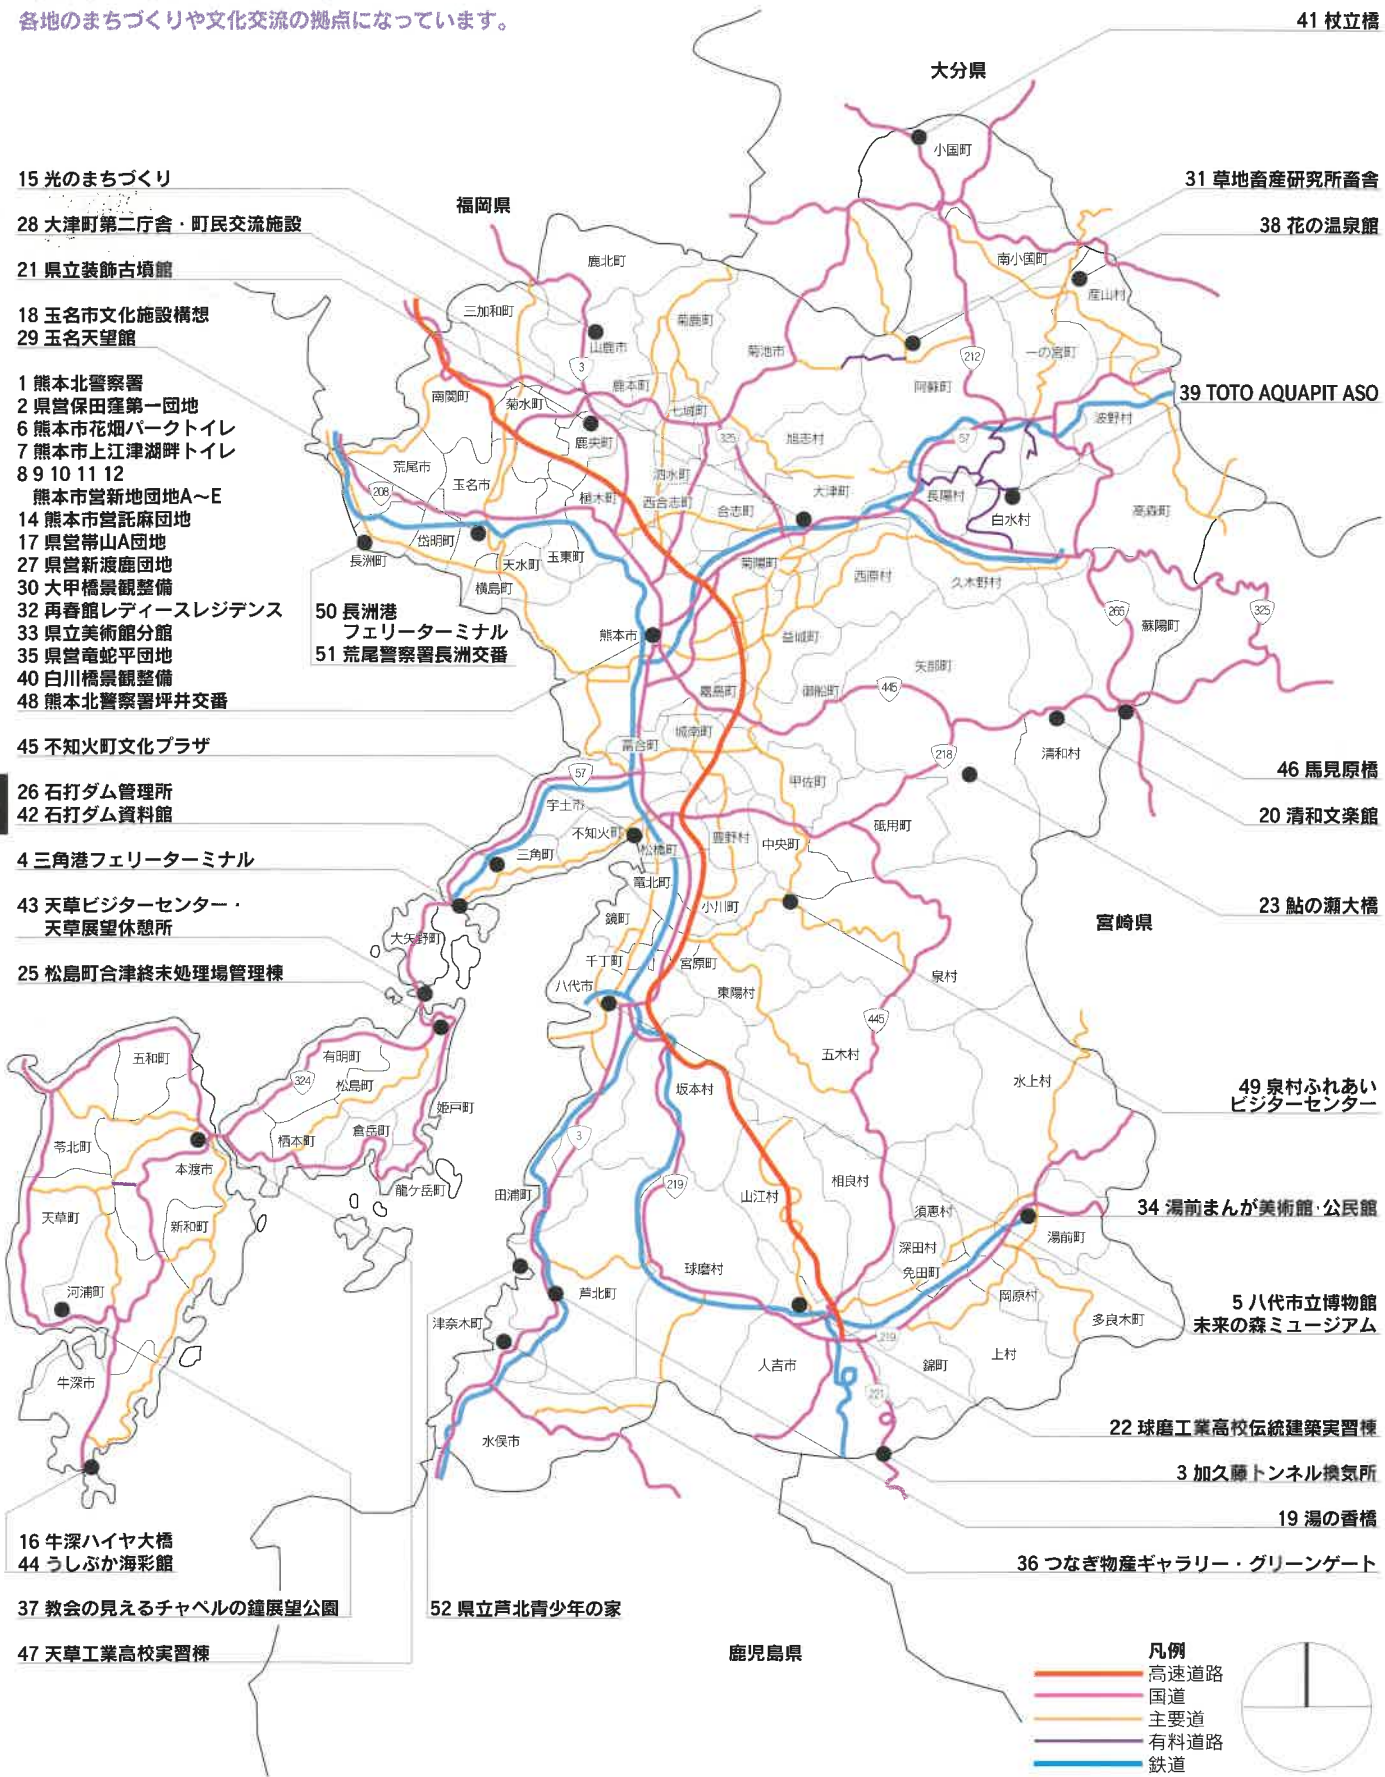 各地のまちづくりや文化交流の拠点になっています。
41 杖立橋
大分県
小国町
15 光のまちづくり
31 草地畜産研究所畜舎
福岡県
28 大津町第二庁舎・町民交流施設
38 花の温泉館
鹿北町
南小国町
21 県立装飾古墳館
産山村
三加和町
18 玉名市文化施設構想
菊鹿町
29 玉名天望館
山鹿市
菊池市
一の宮町
212
3
1 熊本北警察署
鹿本町
阿蘇町
39 TOTO AQUAPIT ASO
南関町
菊水町
2 県営保田窪第一団地
七城町
波野村
6 熊本市花畑パークトイレ
鹿央町
325
旭志村
57
7 熊本市上江津湖畔トイレ
荒尾市
泗水町
8 9 10 11 12
玉名市
208
大津町
長陽村
熊本市営新地団地A～E
植木町
西合志町
合志町
白水村
高森町
14 熊本市営託麻団地
岱明町
17 県営帯山A団地
長洲町
天水町
玉東町
菊陽町
27 県営新渡鹿団地
西原村
久木野村
30 大甲橋景観整備
横島町
32 再春館レディースレジデンス
50 長洲港
フェリーターミナル
265
325
蘇陽町
33 県立美術館分館
熊本市
益城町
35 県営竜蛇平団地
51 荒尾警察署長洲交番
矢部町
40 白川橋景観整備
嘉島町
御船町
445
48 熊本北警察署坪井交番
城南町
45 不知火町文化プラザ
富合町
218
清和村
57
46 馬見原橋
26 石打ダム管理所
甲佐町
宇土市
42 石打ダム資料館
不知火町
豊野村
中央町
砥用町
20 清和文楽館
三角町
松橋町
4 三角港フェリーターミナル
竜北町
43 天草ビジターセンター・
天草展望休憩所
小川町
23 鮎の瀬大橋
鏡町
宮崎県
大矢野町
千丁町
宮原町
25 松島町合津終末処理場管理棟
八代市
東陽村
泉村
445
五和町
有明町
五木村
324
松島町
坂本村
水上村
49 泉村ふれあい
ビジターセンター
姫戸町
苓北町
栖本町
倉岳町
3
本渡市
219
相良村
龍ケ岳町
田浦町
山江村
34 湯前まんが美術館・公民館
天草町
新和町
須恵村
湯前町
深田村
球磨村
免田町
河浦町
芦北町
岡原村
5 八代市立博物館
未来の森ミュージアム
津奈木町
多良木町
219
牛深市
人吉市
錦町
上村
221
22 球磨工業高校伝統建築実習棟
水俣市
3 加久藤トンネル換気所
19 湯の香橋
16 牛深ハイヤ大橋
44 うしぶか海彩館
36 つなぎ物産ギャラリー・グリーンゲート
37 教会の見えるチャペルの鐘展望公園
52 県立芦北青少年の家
47 天草工業高校実習棟
鹿児島県
凡例
高速道路
国道
主要道
有料道路
鉄道